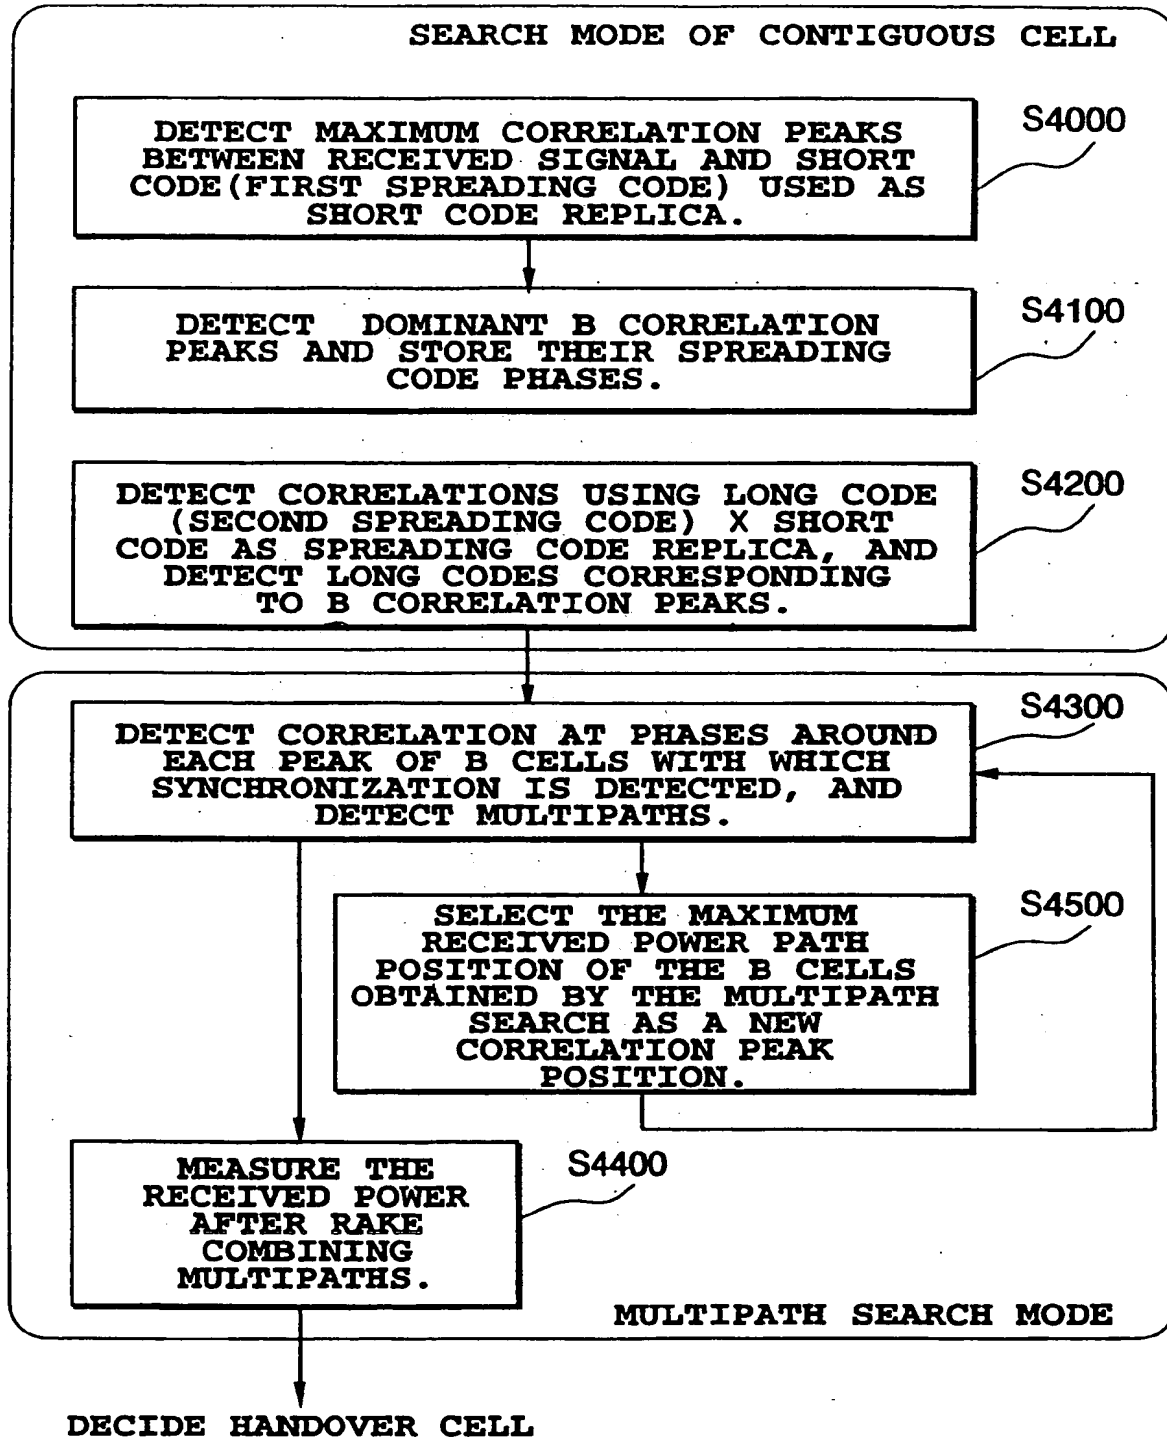 SEARCH MODE OF CONTIGUOUS CELL
S4000
DETECT MAXIMUM CORRELATION PEAKS
BETWEEN RECEIVED SIGNAL AND SHORT
CODE(FIRST SPREADING CODE) USED AS
SHORT CODE REPLICA.
S4100
DETECT DOMINANT B CORRELATION
PEAKS AND STORE THEIR SPREADING
CODE PHASES.
S4200
DETECT CORRELATIONS USING LONG CODE
(SECOND SPREADING CODE) X SHORT
CODE AS SPREADING CODE REPLICA, AND
DETECT LONG CODES CORRESPONDING
TO B CORRELATION PEAKS.
S4300
DETECT CORRELATION AT PHASES AROUND
EACH PEAK OF B CELLS WITH WHICH
SYNCHRONIZATION IS DETECTED, AND
DETECT MULTIPATHS.
S4500
SELECT THE MAXIMUM
RECEIVED POWER PATH
POSITION OF THE B CELLS
OBTAINED BY THE MULTIPATH
SEARCH AS A NEW
CORRELATION PEAK
POSITION.
S4400
MEASURE THE
RECEIVED POWER
AFTER RAKE
COMBINING
MULTIPATHS.
MULTIPATH SEARCH MODE
DECIDE HANDOVER CELL